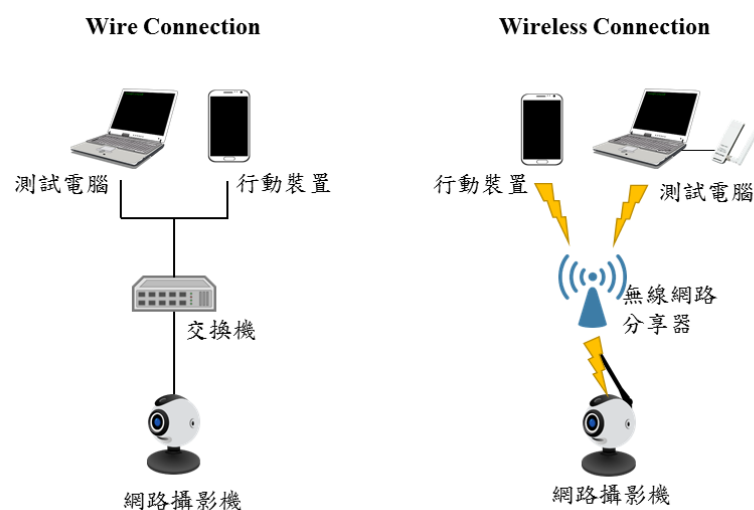 Wire Connection
測試電腦
行動裝置
交換機
網路攝影機
Wireless Connection
行動裝置
測試電腦
無線網路
分享器
網路攝影機